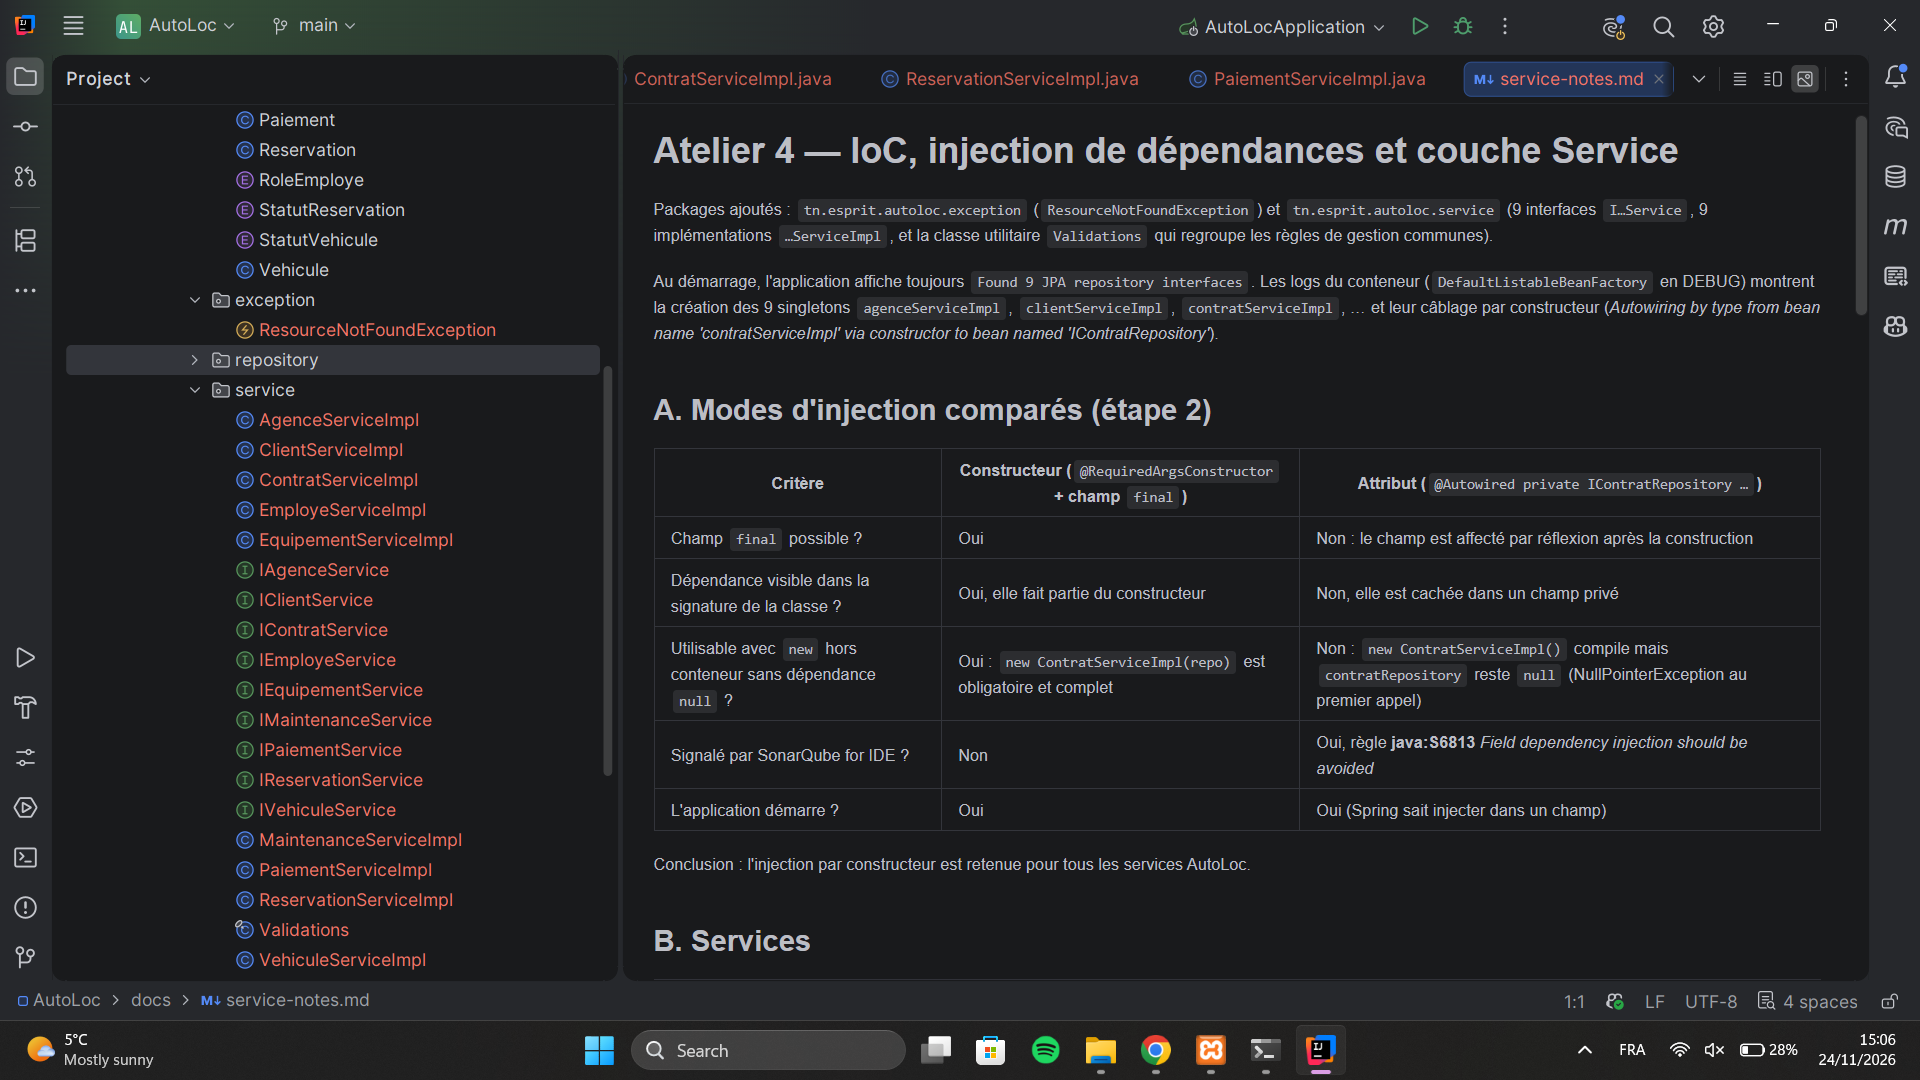 AL AutoLoc
main
AutoLocApplication
Project
ContratServiceImpl.java
ReservationServiceImpl.java
PaiementServiceImpl.java
M↓ service-notes.md
Paiement
Reservation
RoleEmploye
StatutReservation
StatutVehicule
Vehicule
exception
ResourceNotFoundException
repository
service
AgenceServiceImpl
ClientServiceImpl
ContratServiceImpl
EmployeServiceImpl
EquipementServiceImpl
IAgenceService
IClientService
IContratService
IEmployeService
IEquipementService
IMaintenanceService
IPaiementService
IReservationService
IVehiculeService
MaintenanceServiceImpl
PaiementServiceImpl
ReservationServiceImpl
Validations
VehiculeServiceImpl
Atelier 4 — IoC, injection de dépendances et couche Service
Packages ajoutés : tn.esprit.autoloc.exception ( ResourceNotFoundException ) et tn.esprit.autoloc.service (9 interfaces I…Service , 9
implémentations …ServiceImpl , et la classe utilitaire Validations qui regroupe les règles de gestion communes).
Au démarrage, l'application affiche toujours Found 9 JPA repository interfaces . Les logs du conteneur ( DefaultListableBeanFactory en DEBUG) montrent
la création des 9 singletons agenceServiceImpl , clientServiceImpl , contratServiceImpl , … et leur câblage par constructeur (Autowiring by type from bean
name 'contratServiceImpl' via constructor to bean named 'IContratRepository').
A. Modes d'injection comparés (étape 2)
Critère
Constructeur ( @RequiredArgsConstructor
+ champ final )
Attribut ( @Autowired private IContratRepository … )
Champ final possible ?
Oui
Non : le champ est affecté par réflexion après la construction
Dépendance visible dans la
signature de la classe ?
Oui, elle fait partie du constructeur
Non, elle est cachée dans un champ privé
Utilisable avec new hors
conteneur sans dépendance
null ?
Oui : new ContratServiceImpl(repo) est
obligatoire et complet
Non : new ContratServiceImpl() compile mais
contratRepository reste null (NullPointerException au
premier appel)
Signalé par SonarQube for IDE ?
Non
Oui, règle java:S6813 Field dependency injection should be
avoided
L'application démarre ?
Oui
Oui (Spring sait injecter dans un champ)
Conclusion : l'injection par constructeur est retenue pour tous les services AutoLoc.
B. Services
AutoLoc > docs > M↓ service-notes.md
1:1
LF
UTF-8
4 spaces
5°C
Mostly sunny
Search
FRA
28%
15:06
24/11/2026